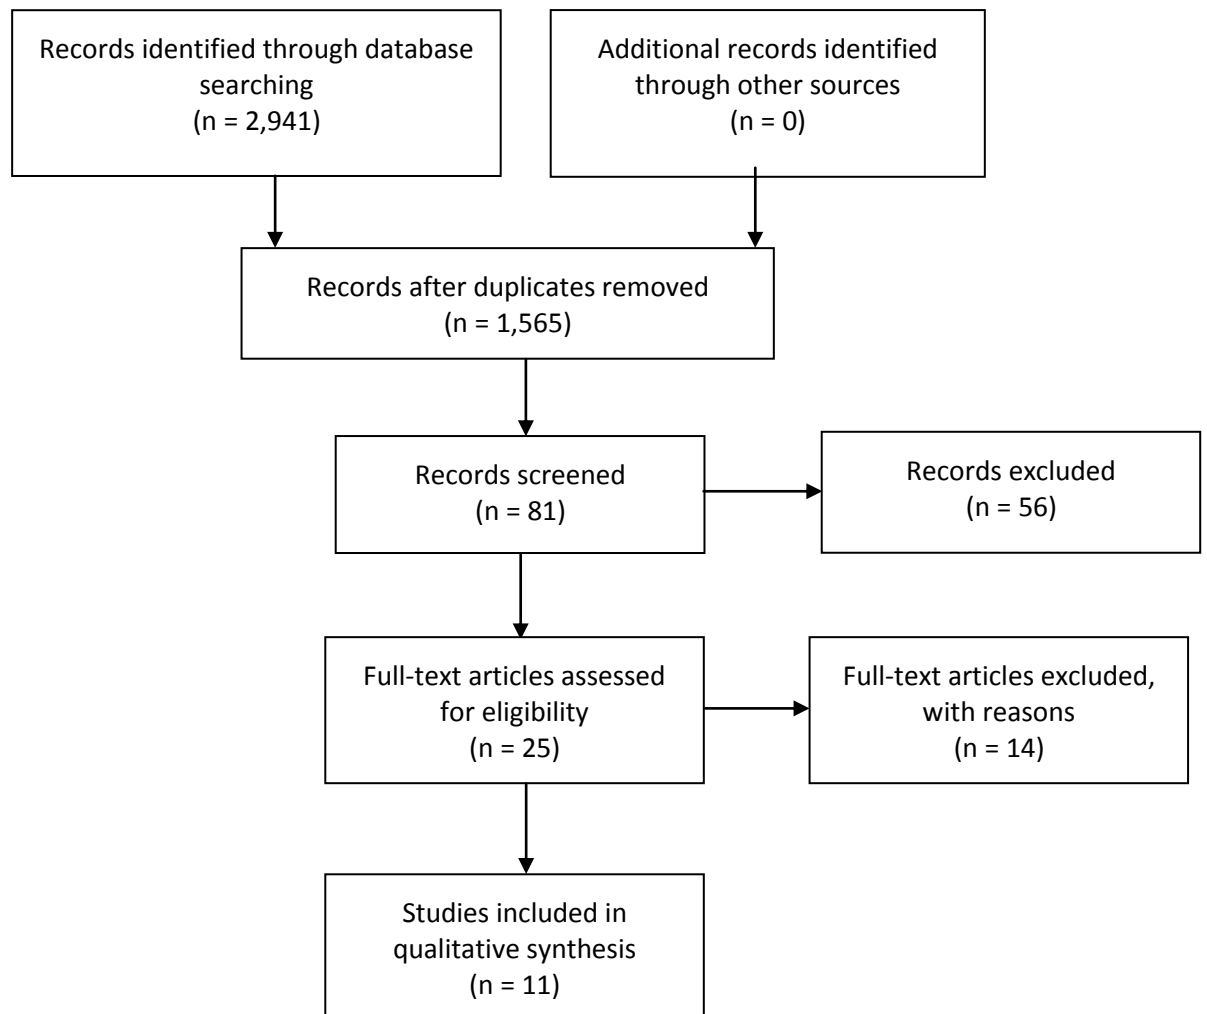 Records identified through database
searching
(n = 2,941)
Additional records identified
through other sources
(n = 0)
Records after duplicates removed
(n = 1,565)
Records screened
(n = 81)
Records excluded
(n = 56)
Full-text articles assessed
for eligibility
(n = 25)
Full-text articles excluded,
with reasons
(n = 14)
Studies included in
qualitative synthesis
(n = 11)